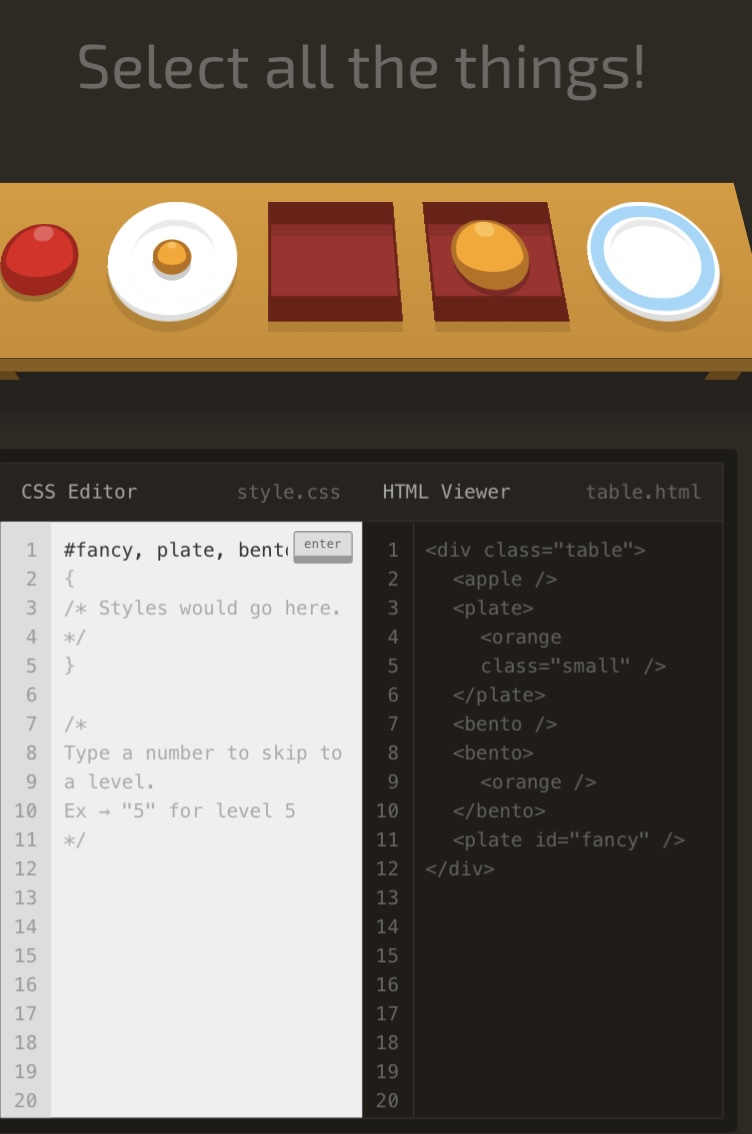 Select all the things!
CSS Editor
style.css
1 #fancy, plate,
enter
2 {
3 /* Styles would go here.
4 */
5 }
6
7 /*
8 Type a number to skip to
9 a level.
10 Ex → "5" for level 5
11 */
12
13
14
15
16
17
18
19
20
HTML Viewer
table.html
1 <div class="table">
2 <apple />
3 <plate>
4 <orange
5 class="small" />
6 </plate>
7 <bento />
8 <bento>
9 <orange />
10 </bento>
11 <plate id="fancy" />
12 </div>
13
14
15
16
17
18
19
20